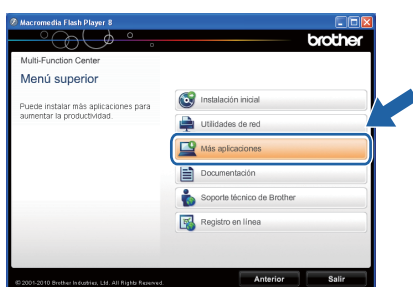 Macromedia Flash Player 8
brother
Multi-Function Center
Menú superior
Puede instalar más aplicaciones para
aumentar la productividad.
Instalación inicial
Utilidades de red
Más aplicaciones
Documentación
Soporte técnico de Brother
Registro en línea
© 2001-2010 Brother Industries, Ltd. All Rights Reserved.
Anterior
Salir